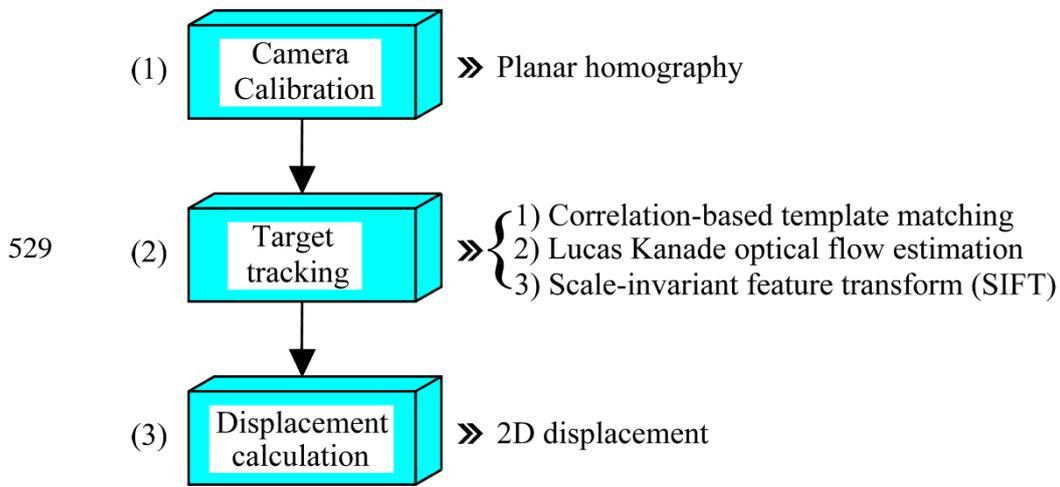 (1)
Camera
Calibration
» Planar homography
529
(2)
Target
tracking
» 1) Correlation-based template matching
2) Lucas Kanade optical flow estimation
3) Scale-invariant feature transform (SIFT)
(3)
Displacement
calculation
» 2D displacement